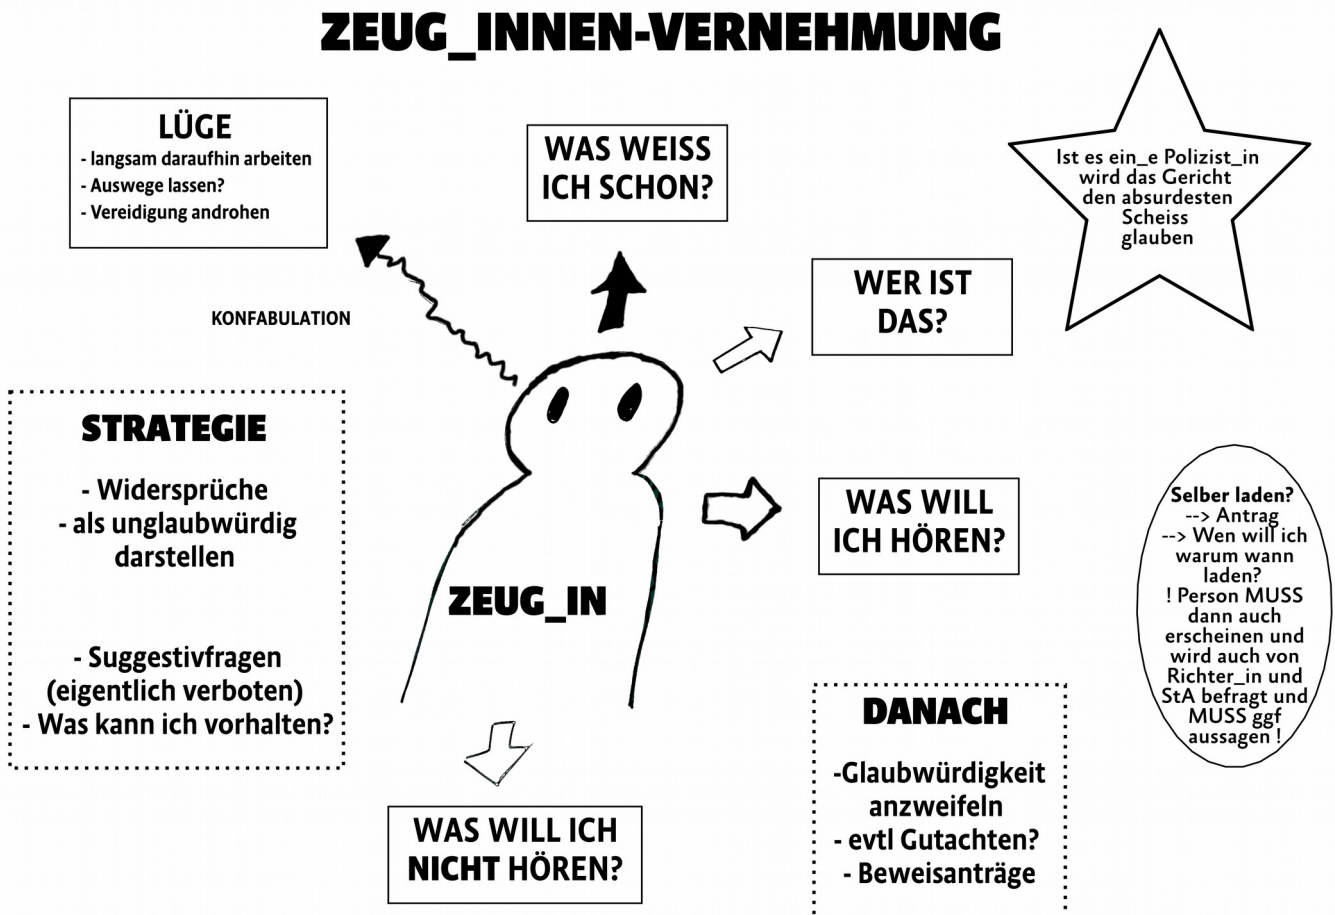 ZEUG_INNEN-VERNEHMUNG
LÜGE
- langsam daraufhin arbeiten
- Auswege lassen?
- Vereidigung androhen
WAS WEISS
ICH SCHON?
Ist es ein_e Polizist_in
wird das Gericht
den absurdesten
Scheiss
glauben
WER IST
DAS?
KONFABULATION
STRATEGIE
- Widersprüche
- als unglaubwürdig
darstellen
- Suggestivfragen
(eigentlich verboten)
- Was kann ich vorhalten?
ZEUG_IN
WAS WILL
ICH HÖREN?
Selber laden?
--> Antrag
--> Wen will ich
warum wann
laden?
! Person MUSS
dann auch
erscheinen und
wird auch von
Richter_in und
StA befragt und
MUSS ggf
aussagen !
WAS WILL ICH
NICHT HÖREN?
DANACH
-Glaubwürdigkeit
anzweifeln
- evtl Gutachten?
- Beweisanträge